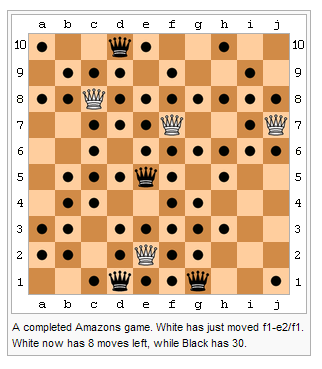 a b c d e f g h i j
10 10
9 9
8 8
7 7
6 6
5 5
4 4
3 3
2 2
1 1
a b c d e f g h i j
A completed Amazons game. White has just moved f1-e2/f1.
White now has 8 moves left, while Black has 30.